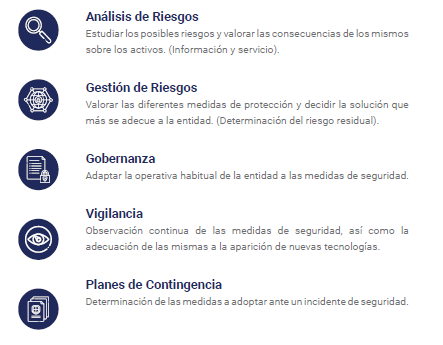 Análisis de Riesgos
Estudiar los posibles riesgos y valorar las consecuencias de los mismos
sobre los activos. (Información y servicio).
Gestión de Riesgos
Valorar las diferentes medidas de protección y decidir la solución que
más se adecue a la entidad. (Determinación del riesgo residual).
Gobernanza
Adaptar la operativa habitual de la entidad a las medidas de seguridad.
Vigilancia
Observación continua de las medidas de seguridad, así como la
adecuación de las mismas a la aparición de nuevas tecnologías.
Planes de Contingencia
Determinación de las medidas a adoptar ante un incidente de seguridad.